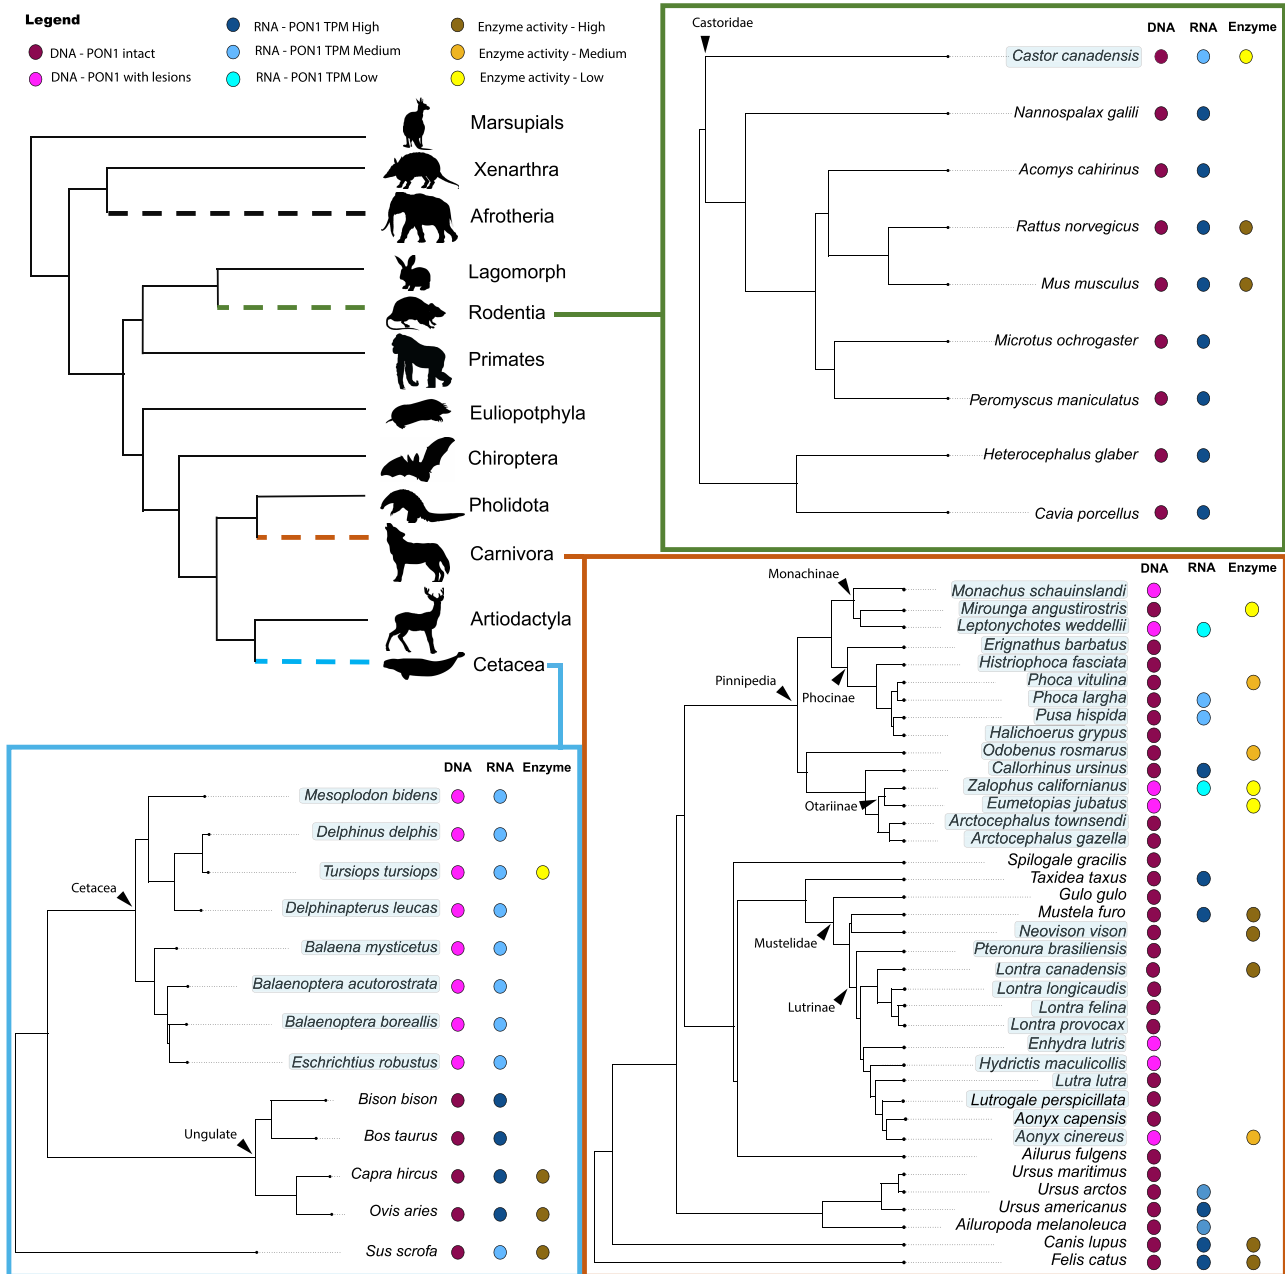 Legend
DNA - PON1 intact
DNA - PON1 with lesions
RNA - PON1 TPM High
RNA - PON1 TPM Medium
RNA - PON1 TPM Low
Enzyme activity - High
Enzyme activity - Medium
Enzyme activity - Low
Marsupials
Xenarthra
Afrotheria
Lagomorph
Rodentia
Primates
Euliopotphyla
Chiroptera
Pholidota
Carnivora
Artiodactyla
Cetacea
Castoridae
DNA RNA Enzyme
Castor canadensis
Nannospalax galili
Acomys cahirinus
Rattus norvegicus
Mus musculus
Microtus ochrogaster
Peromyscus maniculatus
Heterocephalus glaber
Cavia porcellus
DNA RNA Enzyme
Monachinae
Monachus schauinslandi
Mirounga angustirostris
Leptonychotes weddellii
Erignathus barbatus
Histriophoca fasciata
Pinnipedia
Phoca vitulina
Phocinae
Phoca largha
Pusa hispida
Halichoerus grypus
Odobenus rosmarus
Callorhinus ursinus
Zalophus californianus
Otariinae
Eumetopias jubatus
Arctocephalus townsendi
Arctocephalus gazella
Spilogale gracilis
Taxidea taxus
Gulo gulo
Mustela furo
Neovison vison
Mustelidae
Pteronura brasiliensis
Lontra canadensis
Lontra longicaudis
Lutrinae
Lontra felina
Lontra provocax
Enhydra lutris
Hydrictis maculicollis
Lutra lutra
Lutrogale perspicillata
Aonyx capensis
Aonyx cinereus
Ailurus fulgens
Ursus maritimus
Ursus arctos
Ursus americanus
Ailuropoda melanoleuca
Canis lupus
Felis catus
DNA RNA Enzyme
Mesoplodon bidens
Delphinus delphis
Tursiops tursiops
Cetacea
Delphinapterus leucas
Balaena mysticetus
Balaenoptera acutorostrata
Balaenoptera boreallis
Eschrichtius robustus
Bison bison
Ungulate
Bos taurus
Capra hircus
Ovis aries
Sus scrofa